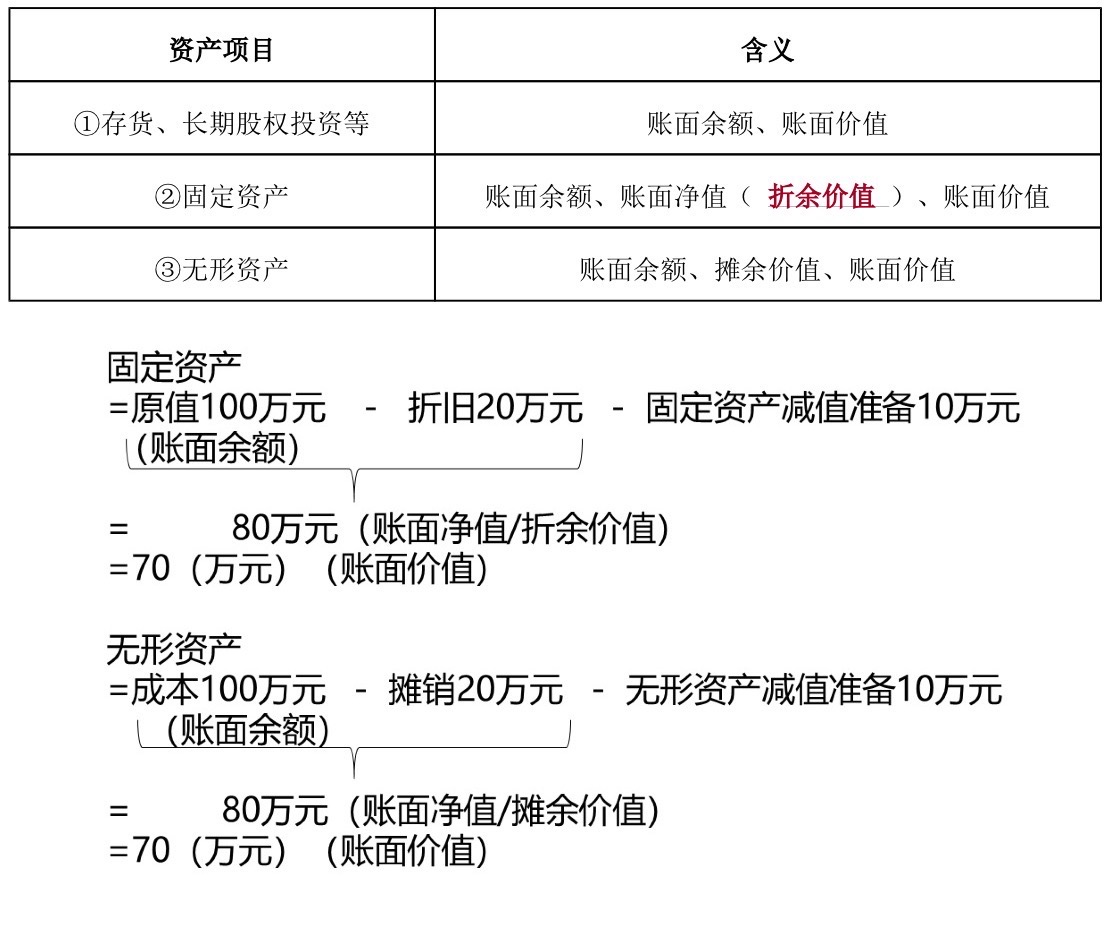 资产项目 含义
①存货、长期股权投资等 账面余额、账面价值
②固定资产 账面余额、账面净值（ 折余价值 ）、账面价值
③无形资产 账面余额、摊余价值、账面价值
固定资产
=原值100万元 - 折旧20万元 - 固定资产减值准备10万元
（账面余额）
= 80万元（账面净值/折余价值）
=70（万元）（账面价值）
无形资产
=成本100万元 - 摊销20万元 - 无形资产减值准备10万元
（账面余额）
= 80万元（账面净值/摊余价值）
=70（万元）（账面价值）